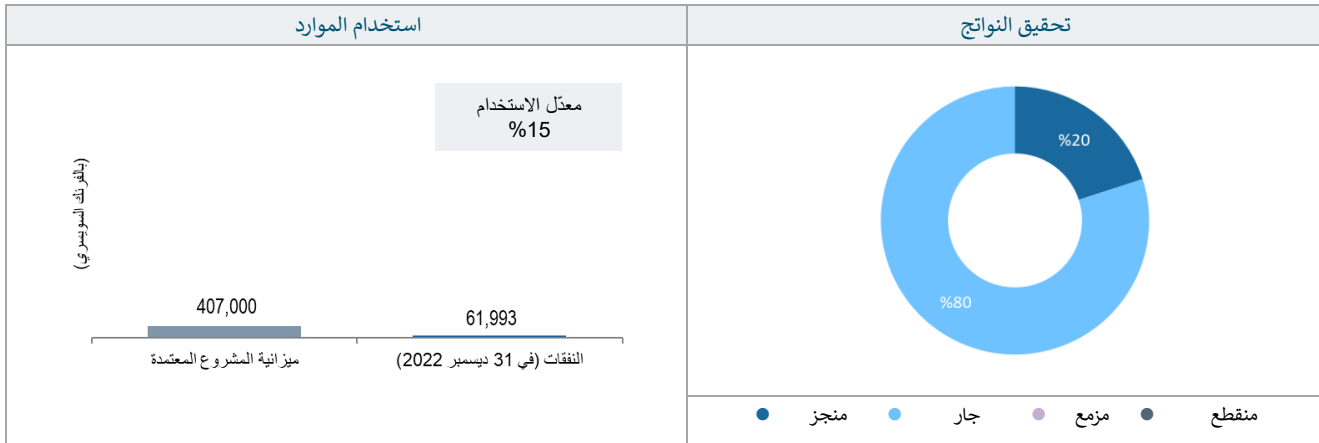 تحقيق النواتج
%20
%80
منقطع
مزمع
جار
منجز
استخدام الموارد
معدّل الاستخدام
%15
(بالفرنك السويسري)
61,993
407,000
النفقات (في 31 ديسمبر 2022)
ميزانية المشروع المعتمدة